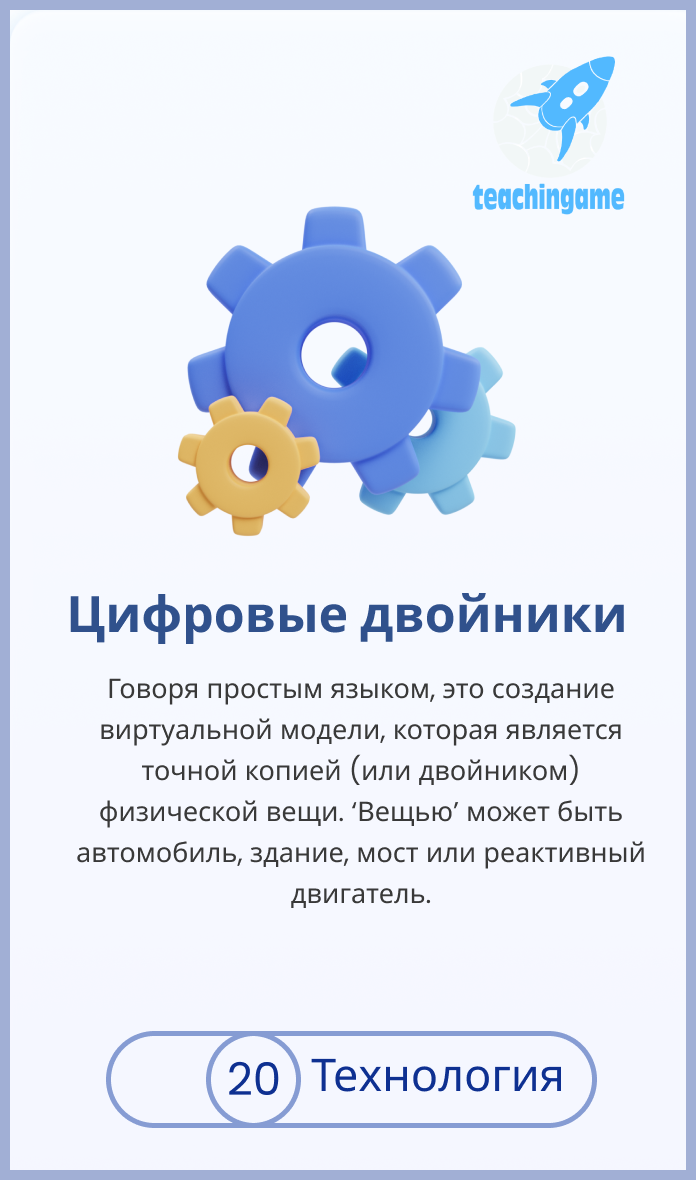 teachingame
Цифровые двойники
Говоря простым языком, это создание
виртуальной модели, которая является
точной копией (или двойником)
физической вещи. ‘Вещью’ может быть
автомобиль, здание, мост или реактивный
двигатель.
20 Технология